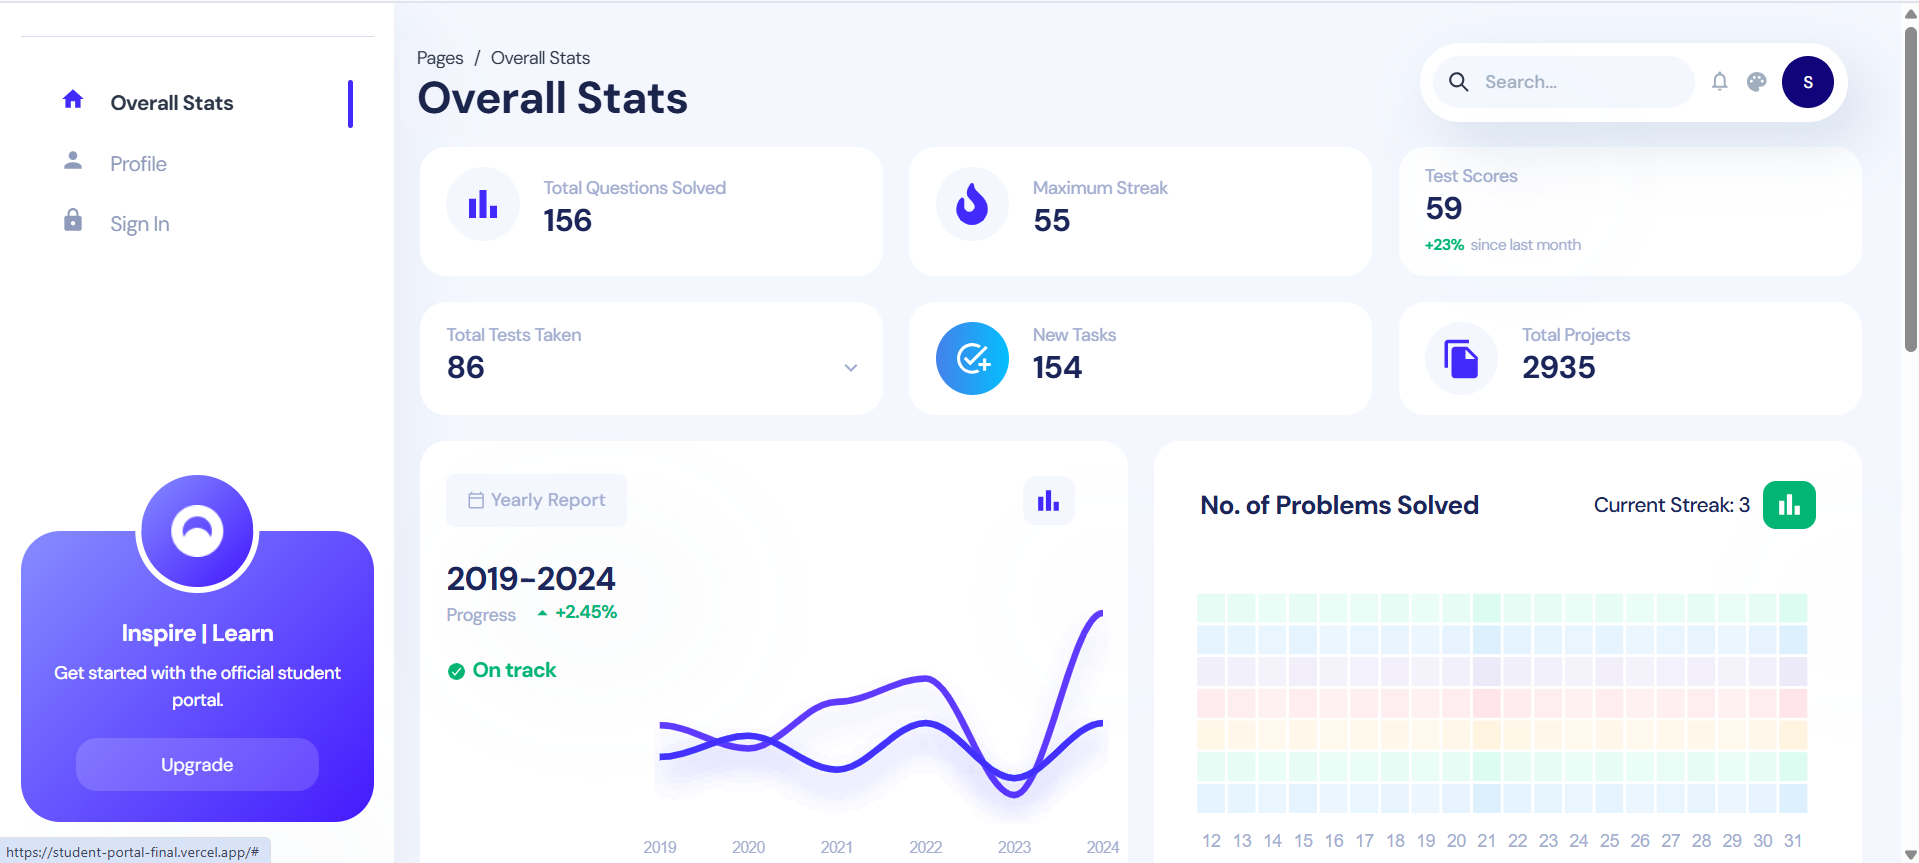 Overall Stats
Profile
Sign In
Inspire | Learn
Get started with the official student
portal.
Upgrade
https://student-portal-final.vercel.app/#
Pages / Overall Stats
Overall Stats
Search...
S
Total Questions Solved
156
Maximum Streak
55
Test Scores
59
+23% since last month
Total Tests Taken
86
New Tasks
154
Total Projects
2935
Yearly Report
2019-2024
Progress +2.45%
On track
2019 2020 2021 2022 2023 2024
No. of Problems Solved
Current Streak: 3
12 13 14 15 16 17 18 19 20 21 22 23 24 25 26 27 28 29 30 31